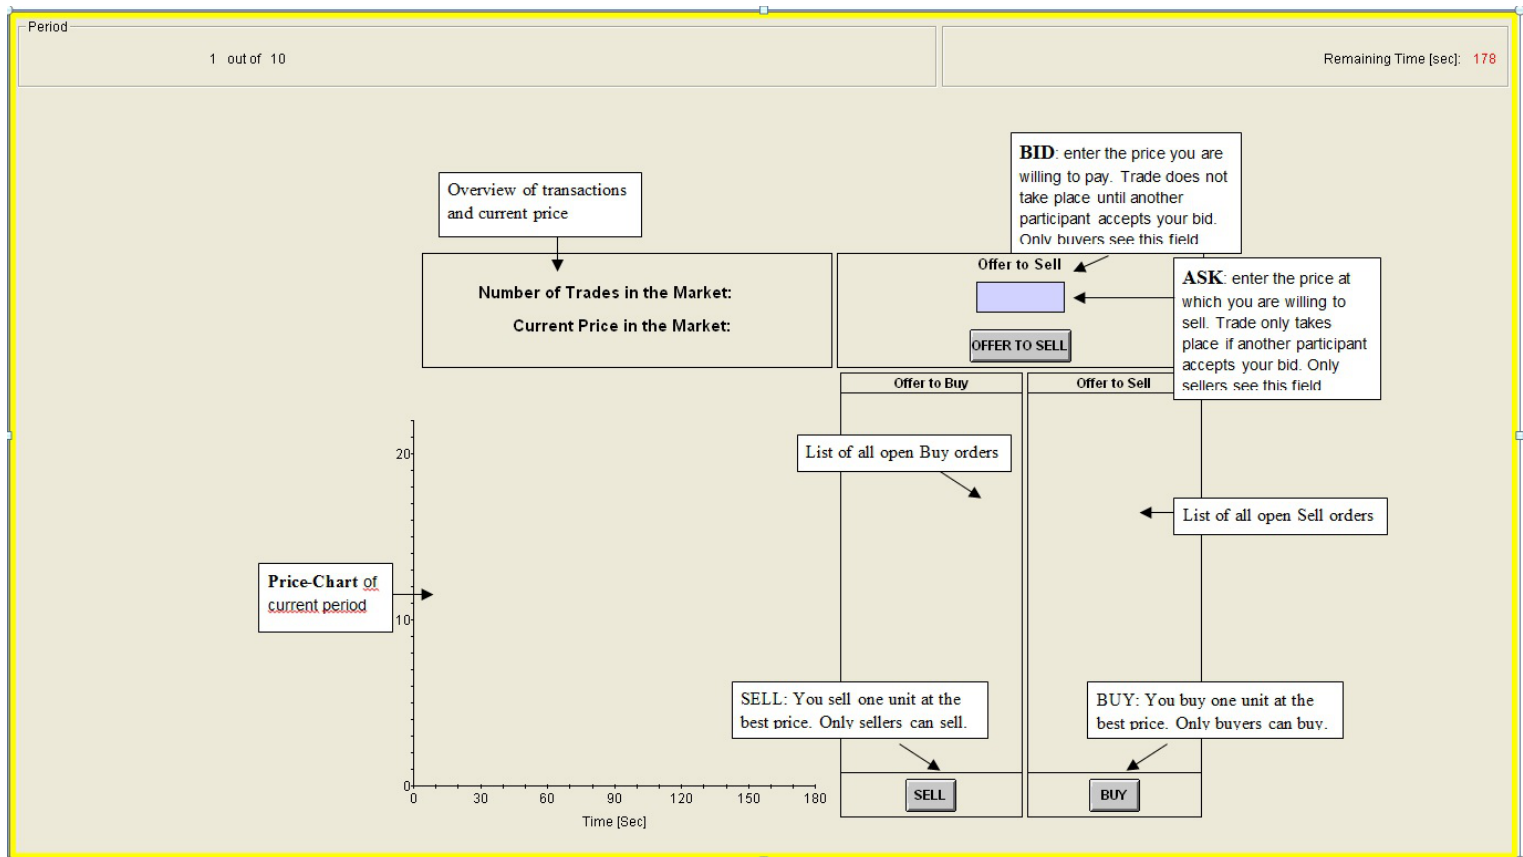 Period
1 out of 10
Remaining Time [sec]: 178
BID: enter the price you are
willing to pay. Trade does not
take place until another
participant accepts your bid.
Only buyers see this field
Overview of transactions
and current price
Number of Trades in the Market:
Current Price in the Market:
Offer to Sell
OFFER TO SELL
ASK: enter the price at
which you are willing to
sell. Trade only takes
place if another participant
accepts your bid. Only
sellers see this field
Offer to Buy
Offer to Sell
List of all open Buy orders
List of all open Sell orders
Price-Chart of
current period
20
10
0
0 30 60 90 120 150 180
Time [Sec]
SELL: You sell one unit at the
best price. Only sellers can sell.
BUY: You buy one unit at the
best price. Only buyers can buy.
SELL
BUY